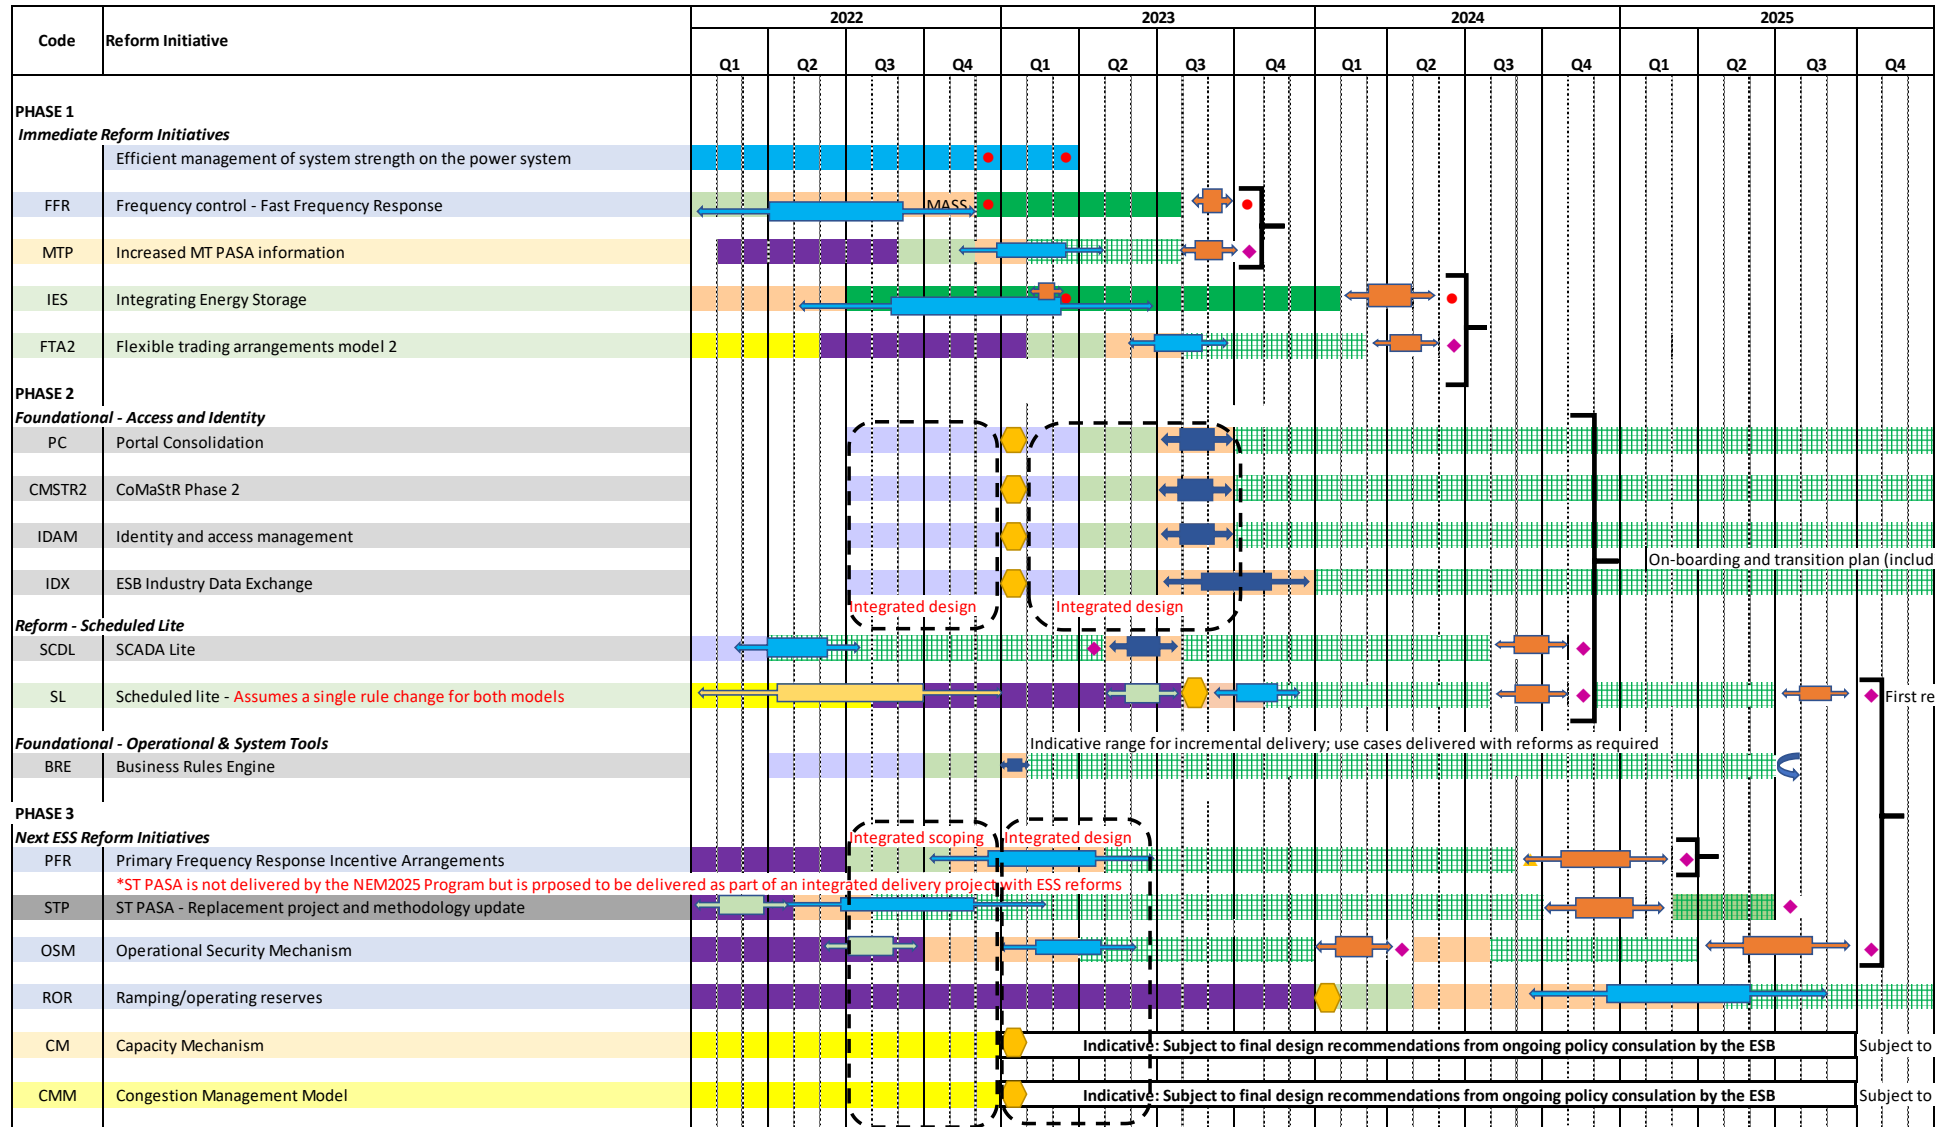 2022 2023 2024 2025
Code Reform Initiative
Q1 Q2 Q3 Q4 Q1 Q2 Q3 Q4 Q1 Q2 Q3 Q4 Q1 Q2 Q3 Q4
PHASE 1
Immediate Reform Initiatives
Efficient management of system strength on the power system
FFR Frequency control - Fast Frequency Response MASS
MTP Increased MT PASA information
IES Integrating Energy Storage
FTA2 Flexible trading arrangements model 2
PHASE 2
Foundational - Access and Identity
PC Portal Consolidation
CMSTR2 CoMaStR Phase 2
IDAM Identity and access management
On-boarding and transition plan (includ
IDX ESB Industry Data Exchange
Integrated design Integrated design
Reform - Scheduled Lite
SCDL SCADA Lite
SL Scheduled lite - Assumes a single rule change for both models First re
Foundational - Operational & System Tools Indicative range for incremental delivery; use cases delivered with reforms as required
BRE Business Rules Engine
PHASE 3
Next ESS Reform Initiatives Integrated scoping Integrated design
PFR Primary Frequency Response Incentive Arrangements
*ST PASA is not delivered by the NEM2025 Program but is prposed to be delivered as part of an integrated delivery project with ESS reforms
STP ST PASA - Replacement project and methodology update
OSM Operational Security Mechanism
ROR Ramping/operating reserves
CM Capacity Mechanism Indicative: Subject to final design recommendations from ongoing policy consulation by the ESB Subject to
CMM Congestion Management Model Indicative: Subject to final design recommendations from ongoing policy consulation by the ESB Subject to